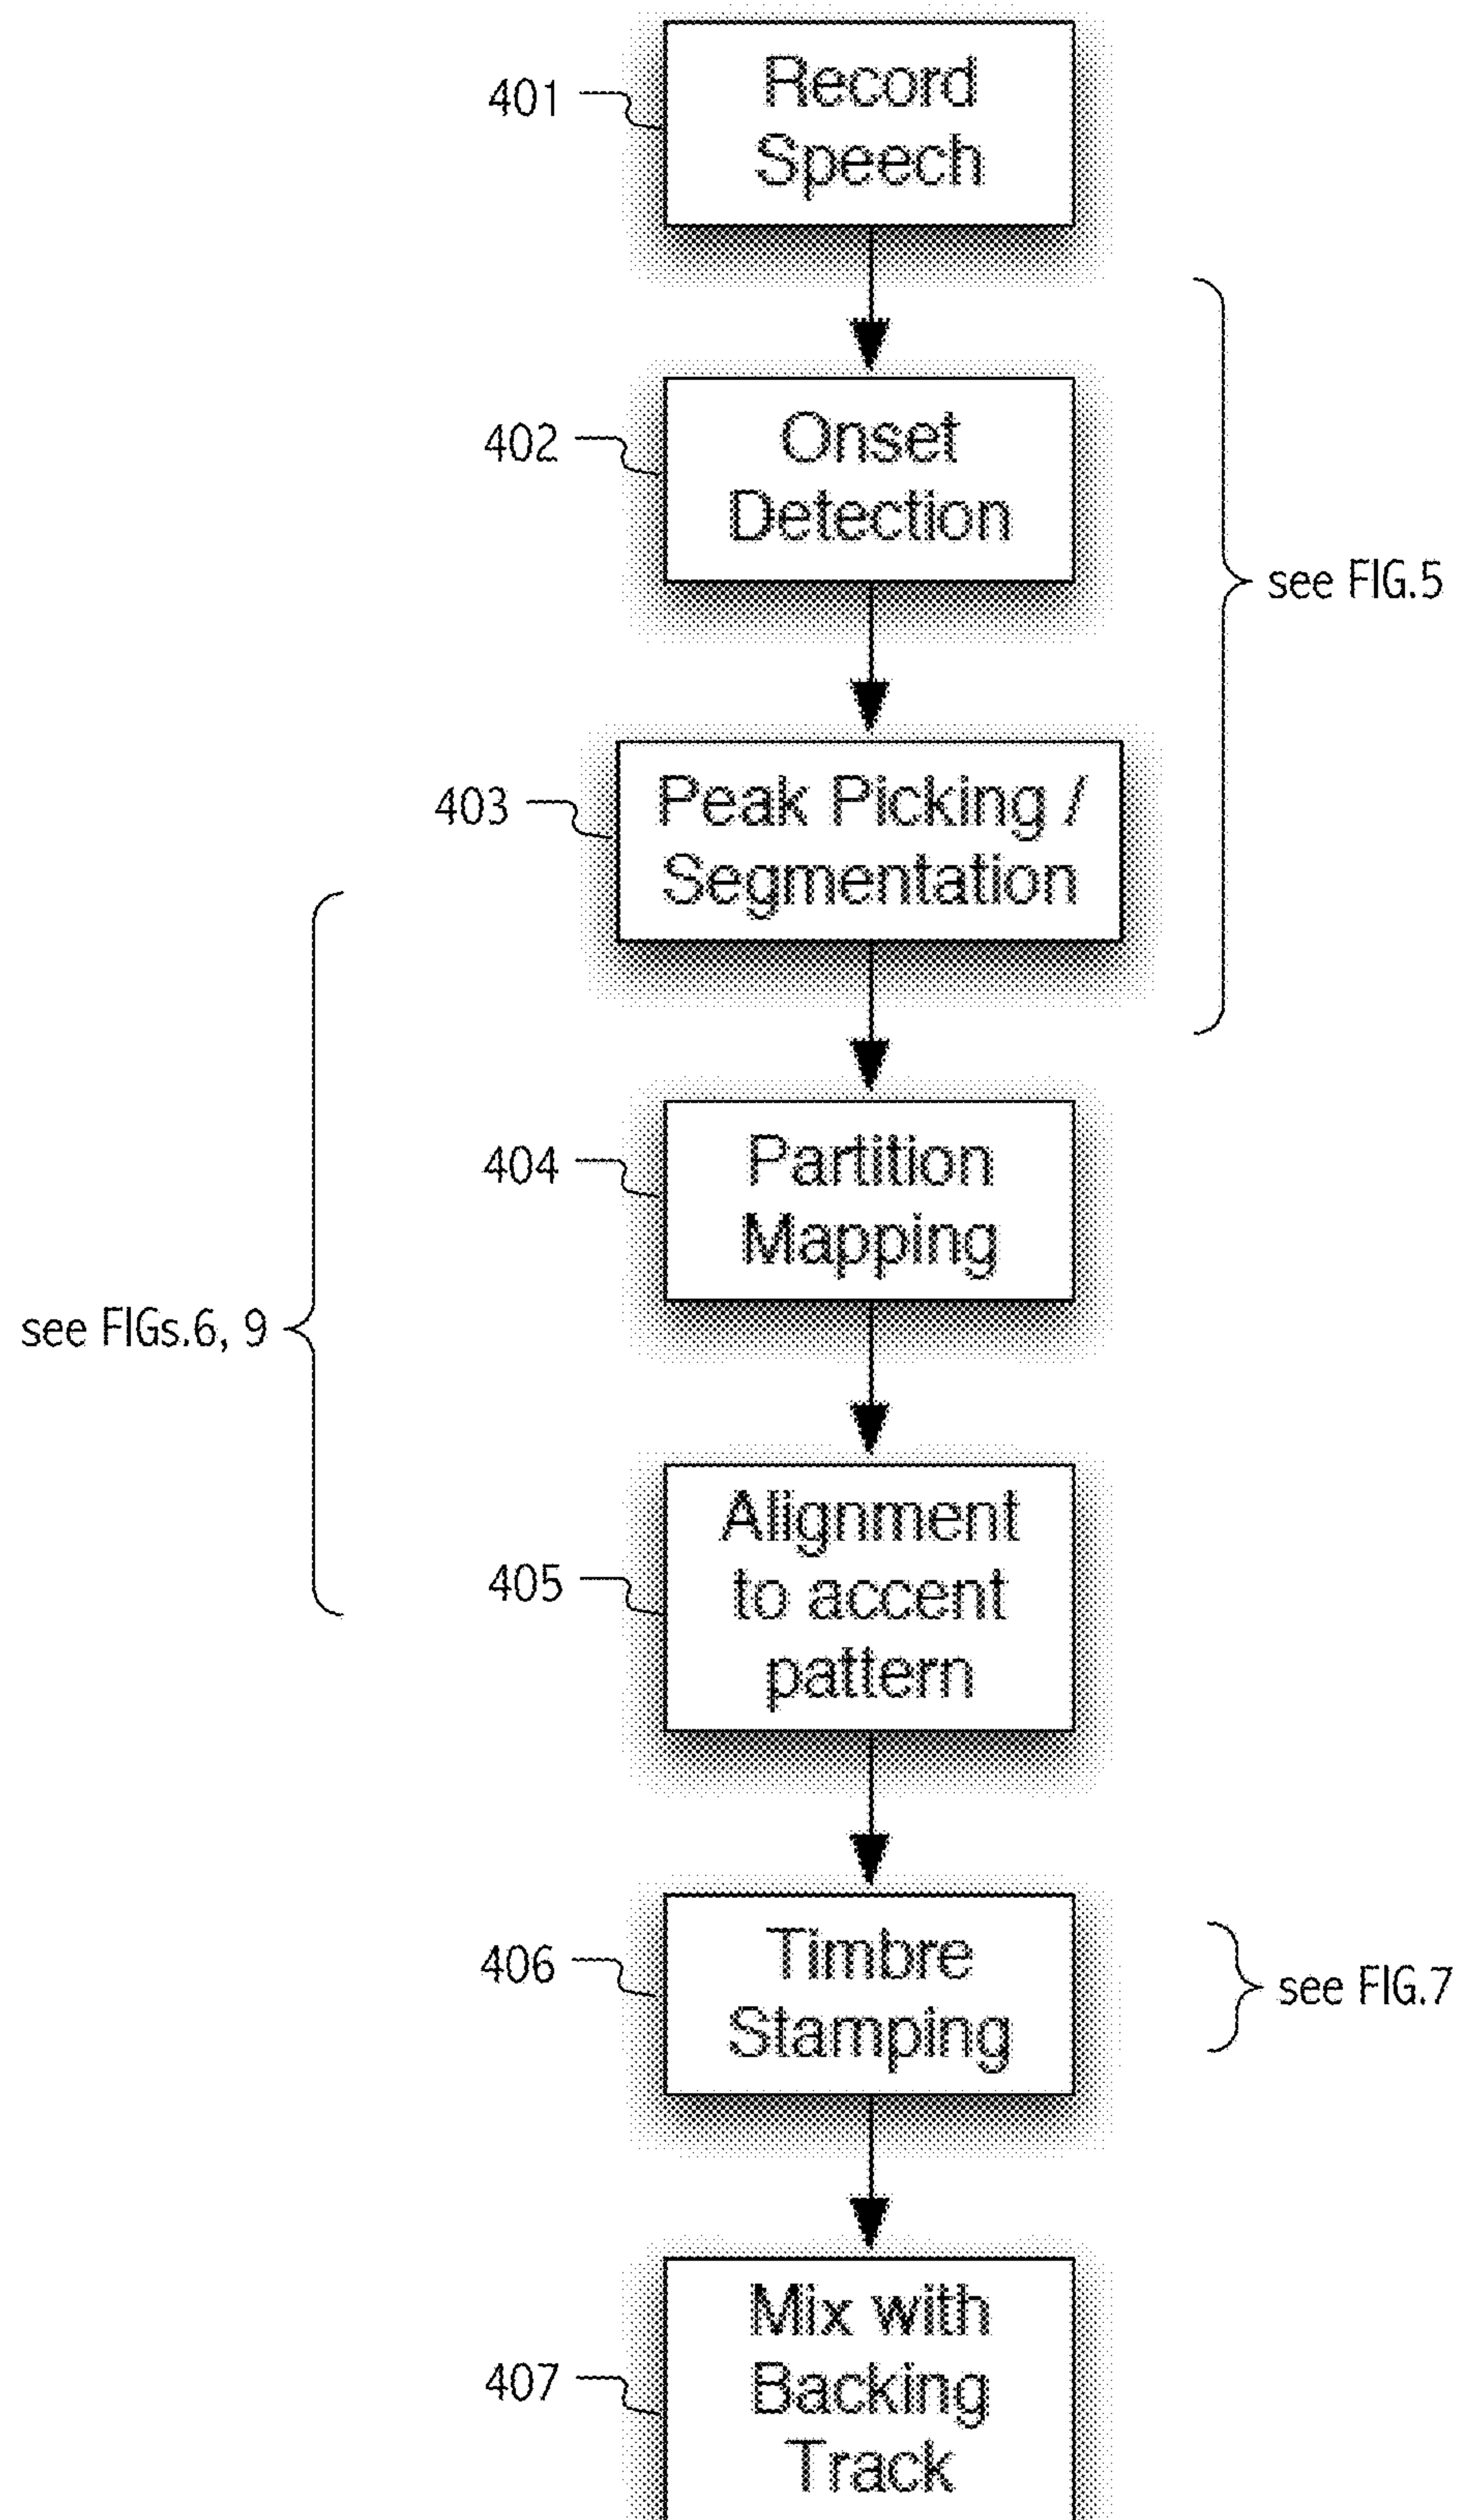 401
Record
Speech
402
Onset
Detection
see FIG.5
403
Peak Picking /
Segmentation
404
Partition
Mapping
see FIGs.6, 9
405
Alignment
to accent
pattern
406
Timbre
Stamping
see FIG.7
407
Mix with
Backing
Track